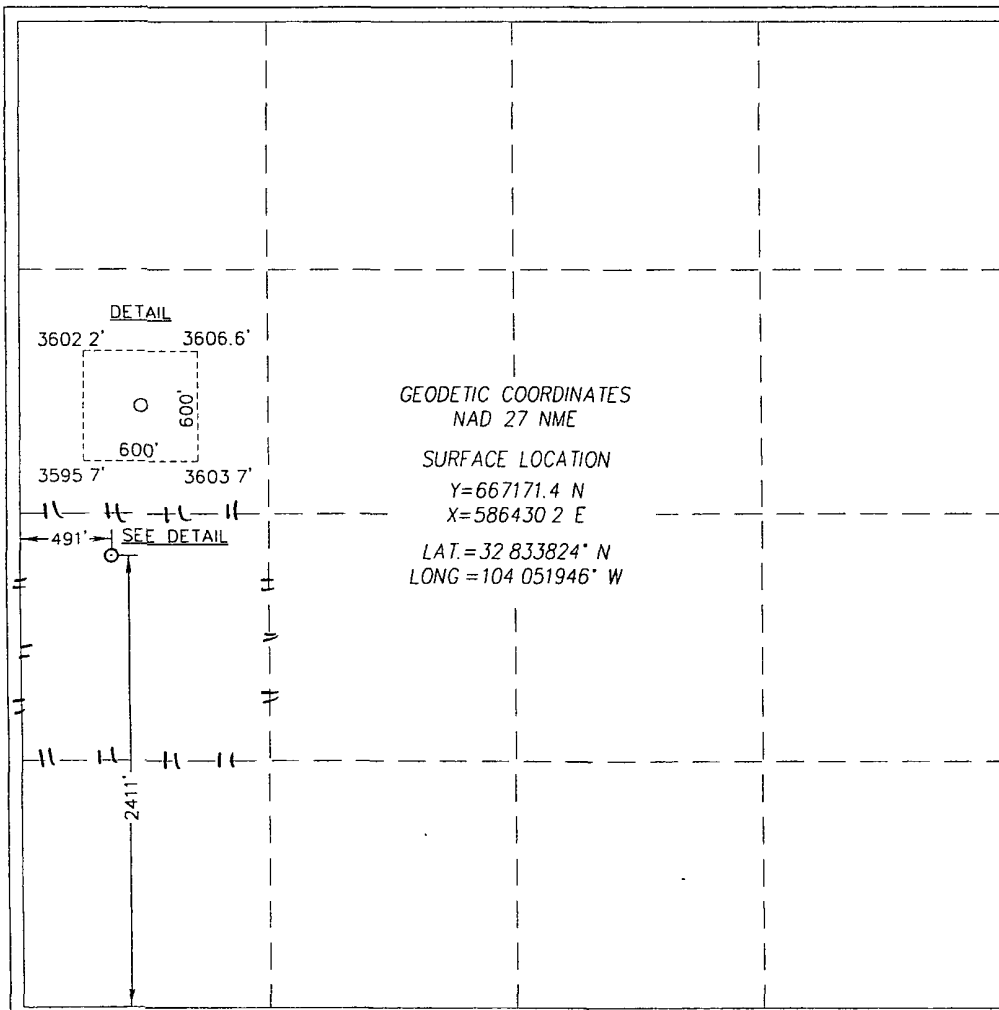 DETAIL
3602 2' 3606.6'
600'
600'
3595 7' 3603 7'
491' SEE DETAIL
2411'
GEODETIC COORDINATES
NAD 27 NME
SURFACE LOCATION
Y=667171.4 N
X=586430 2 E
LAT.=32 833824° N
LONG =104 051946° W